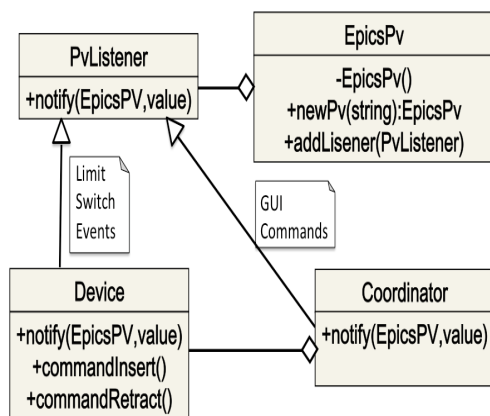 PvListener
+notify(EpicsPV,value)
EpicsPv
-EpicsPv()
+newPv(string):EpicsPv
+addLisener(PvListener)
Limit
Switch
Events
GUI
Commands
Device
+notify(EpicsPV,value)
+commandInsert()
+commandRetract()
Coordinator
+notify(EpicsPV,value)